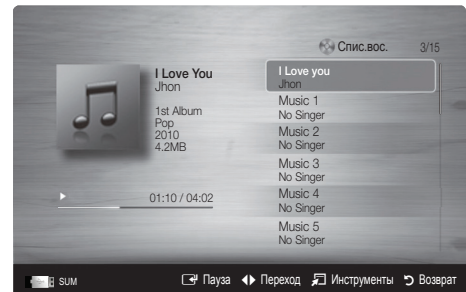 Спис.вос. 3/15
I Love You
Jhon
1st Album
Pop
2010
4.2MB
01:10 / 04:02
I Love you
Jhon
Music 1
No Singer
Music 2
No Singer
Music 3
No Singer
Music 4
No Singer
Music 5
No Singer
SUM Пауза Переход Инструменты Возврат